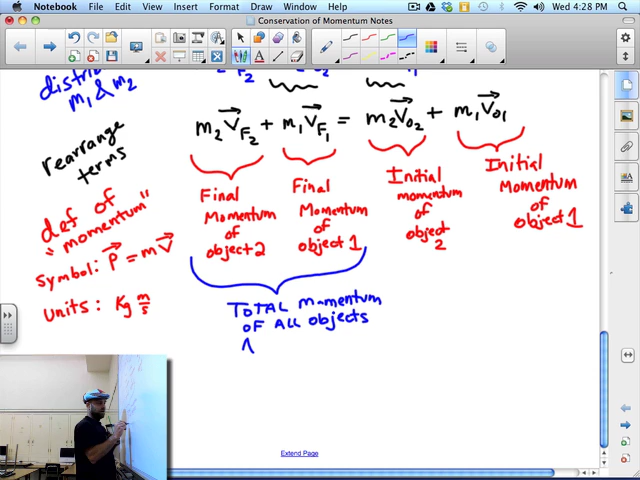 Notebook
File
Edit
View
Insert
Format
Wed 4:28 PM
Conservation of Momentum Notes
distrib
m₁ & m₂
m₂V⃗F₂ + m₁V⃗F₁ = m₂V⃗o₂ + m₁V⃗o1
rearrange
terms
Final
Momentum
of
object 2
Final
Momentum
of
object 1
Initial
momentum
of
object
2
Initial
Momentum
of
object 1
def of
"momentum"
symbol: P⃗ = mV⃗
units: Kg m/s
TOTAL momentum
OF ALL objects
Extend Page